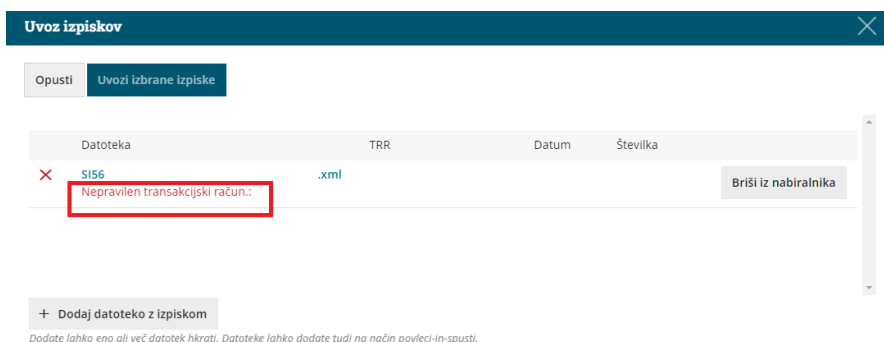 Uvoz izpiskov
Opusti
Uvozi izbrane izpiske
Datoteka TRR Datum Številka
SI56 .xml
Nepravilen transakcijski račun.:
Briši iz nabiralnika
+ Dodaj datoteko z izpiskom
Dodate lahko eno ali več datotek hkrati. Datoteke lahko dodate tudi na način povleci-in-spusti.